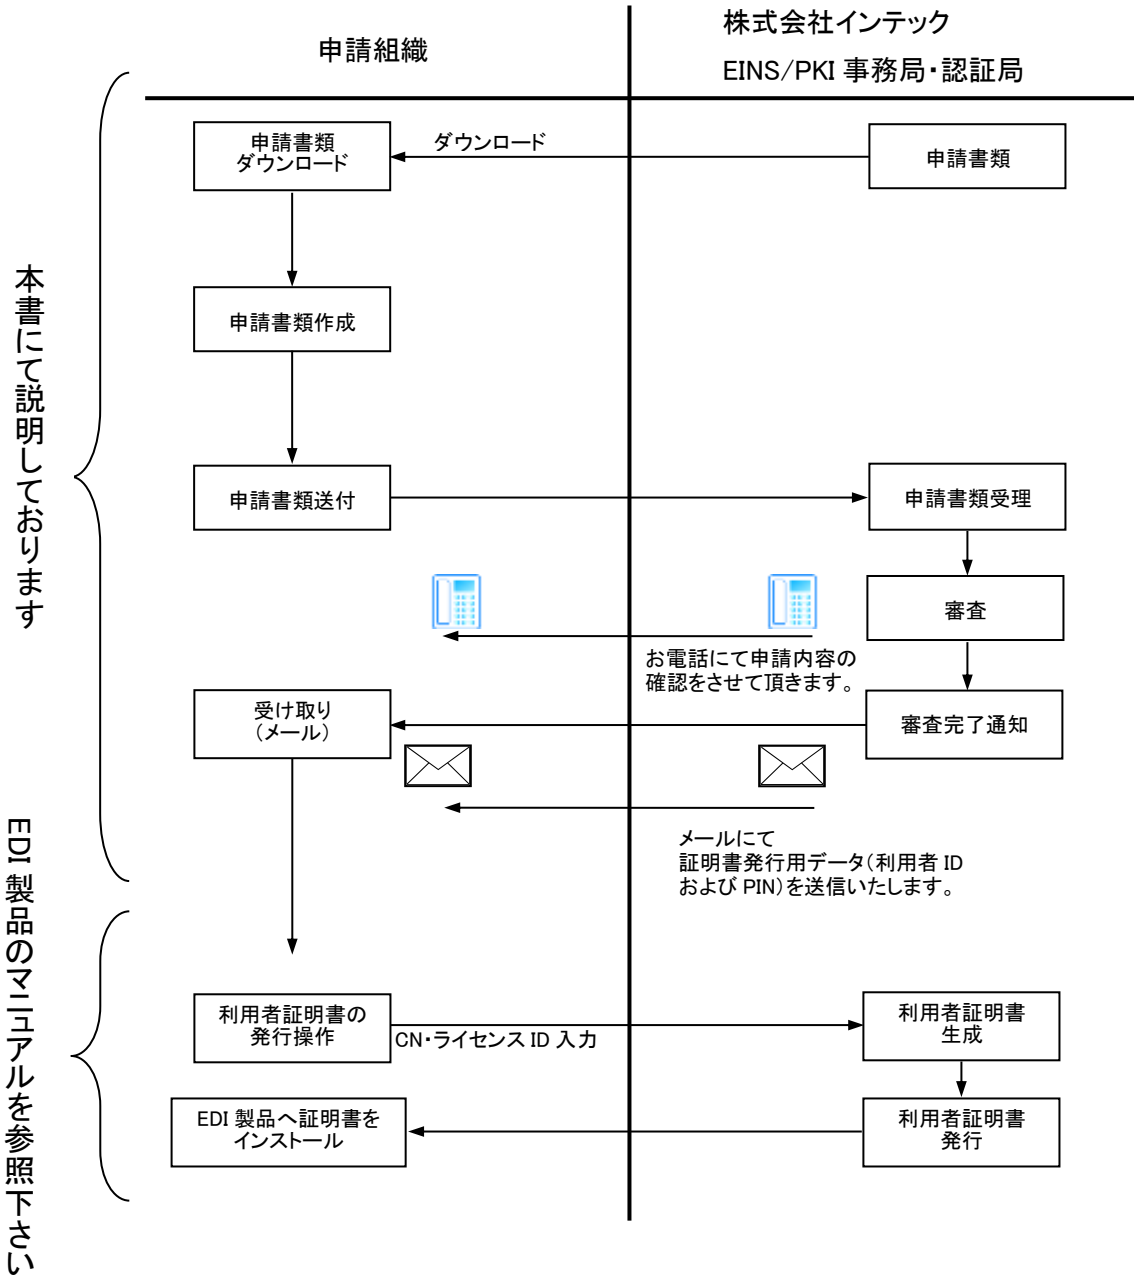 申請組織
株式会社インテック
EINS/PKI 事務局・認証局
本書にて説明しております
申請書類
ダウンロード
ダウンロード
申請書類
申請書類作成
申請書類送付
申請書類受理
審査
お電話にて申請内容の
確認をさせて頂きます。
受け取り
(メール)
審査完了通知
メールにて
証明書発行用データ(利用者 ID
および PIN)を送信いたします。
EDI 製品のマニュアルを参照下さい
利用者証明書の
発行操作
CN・ライセンス ID 入力
利用者証明書
生成
EDI 製品へ証明書を
インストール
利用者証明書
発行